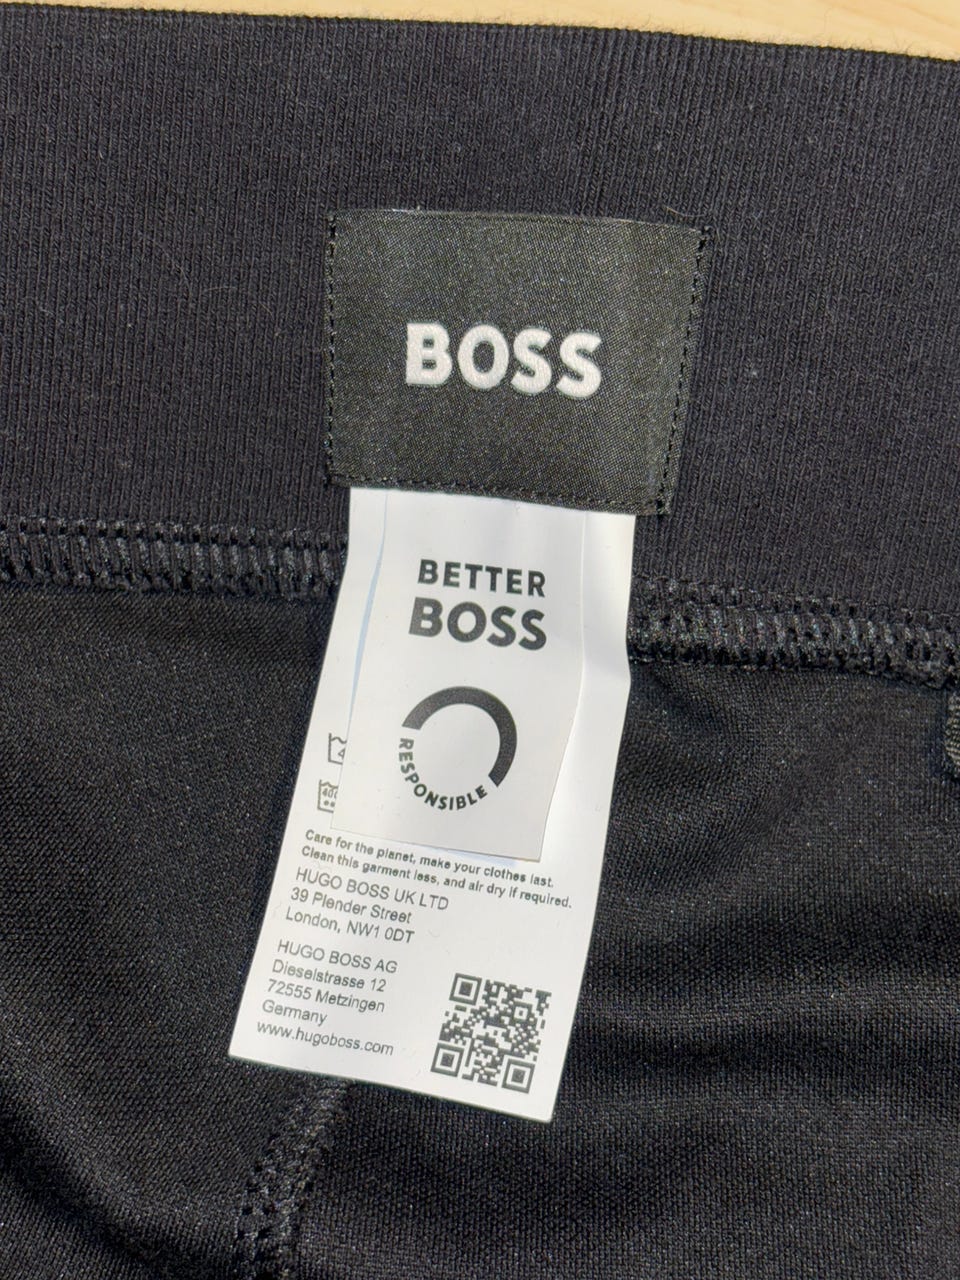 BOSS
BETTER
BOSS
RESPONSIBLE
Care for the planet, make your clothes last.
Clean this garment less, and air dry if required.
HUGO BOSS UK LTD
39 Plender Street
London, NW1 0DT
HUGO BOSS AG
Dieselstrasse 12
72555 Metzingen
Germany
www.hugoboss.com